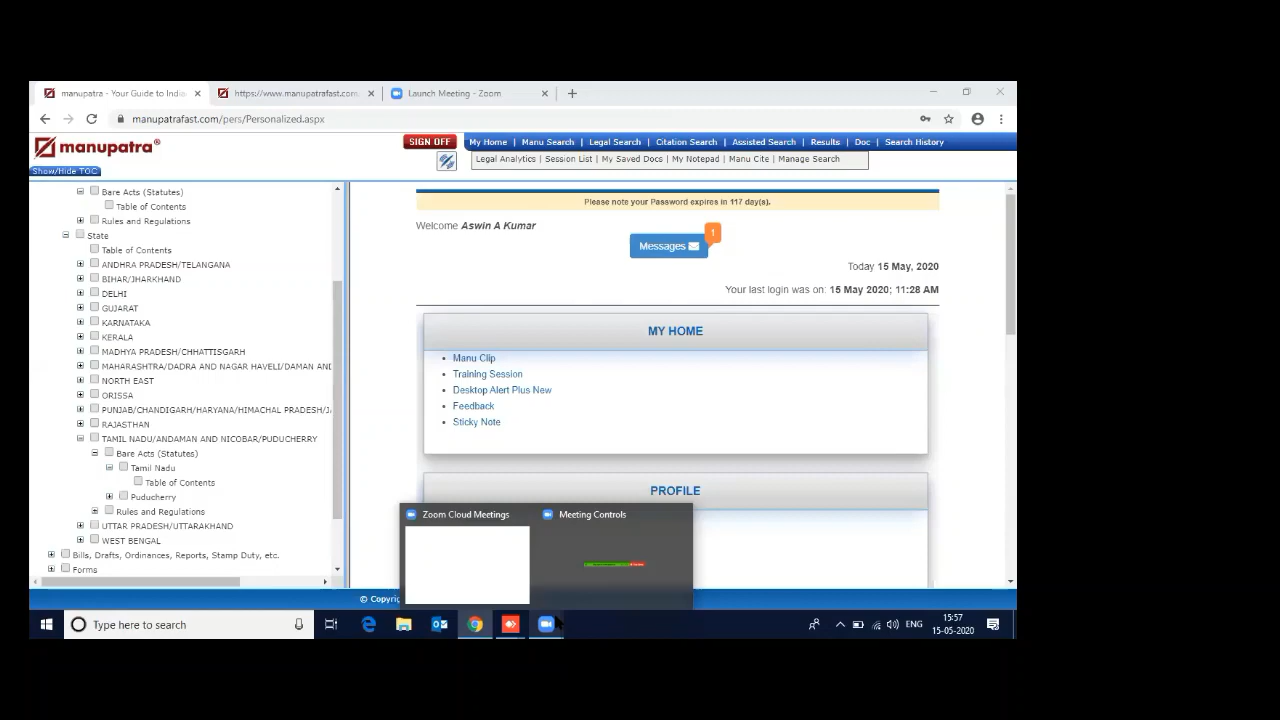 manupatra - Your Guide to India
https://www.manupatrafast.com
Launch Meeting - Zoom
manupatrafast.com/pers/Personalized.aspx
manupatra®
SIGN OFF
My Home | Manu Search | Legal Search | Citation Search | Assisted Search | Results | Doc | Search History
Legal Analytics | Session List | My Saved Docs | My Notepad | Manu Cite | Manage Search
Show/Hide TOC
Bare Acts (Statutes)
Table of Contents
Rules and Regulations
State
Table of Contents
ANDHRA PRADESH/TELANGANA
BIHAR/JHARKHAND
DELHI
GUJARAT
KARNATAKA
KERALA
MADHYA PRADESH/CHHATTISGARH
MAHARASHTRA/DADRA AND NAGAR HAVELI/DAMAN AND
NORTH EAST
ORISSA
PUNJAB/CHANDIGARH/HARYANA/HIMACHAL PRADESH/J
RAJASTHAN
TAMIL NADU/ANDAMAN AND NICOBAR/PUDUCHERRY
Bare Acts (Statutes)
Tamil Nadu
Table of Contents
Puducherry
Rules and Regulations
UTTAR PRADESH/UTTARAKHAND
WEST BENGAL
Bills, Drafts, Ordinances, Reports, Stamp Duty, etc.
Forms
Please note your Password expires in 117 day(s).
Welcome Aswin A Kumar
Messages
1
Today 15 May, 2020
Your last login was on: 15 May 2020; 11:28 AM
MY HOME
Manu Clip
Training Session
Desktop Alert Plus New
Feedback
Sticky Note
PROFILE
Zoom Cloud Meetings
Meeting Controls
© Copyrig
Type here to search
ENG
15:57
15-05-2020